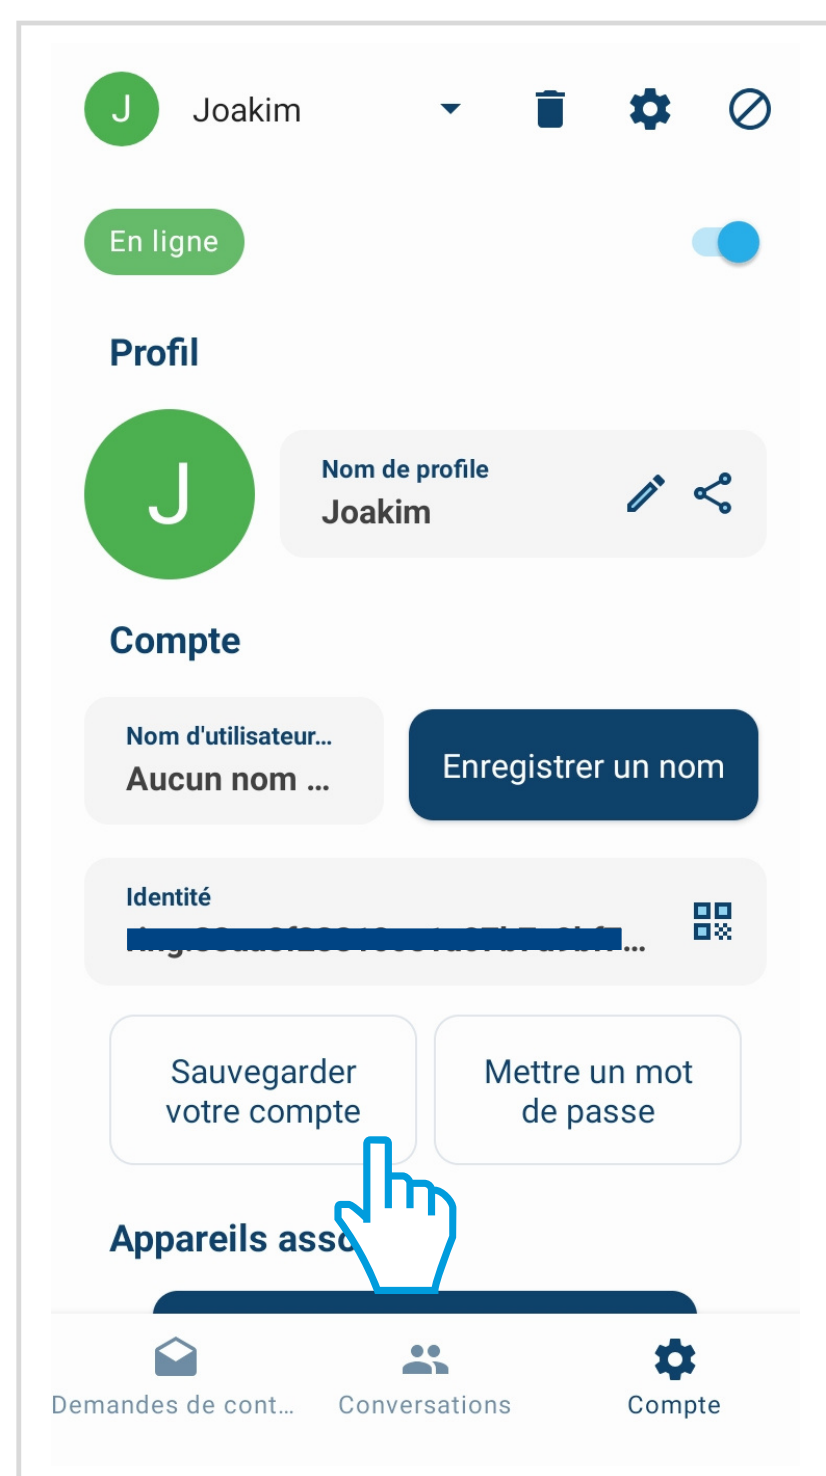 J
Joakim
En ligne
Profil
J
Nom de profile
Joakim
Compte
Nom d'utilisateur...
Aucun nom ...
Enregistrer un nom
Identité
...
Sauvegarder
votre compte
Mettre un mot
de passe
Appareils
Demandes de cont...
Conversations
Compte